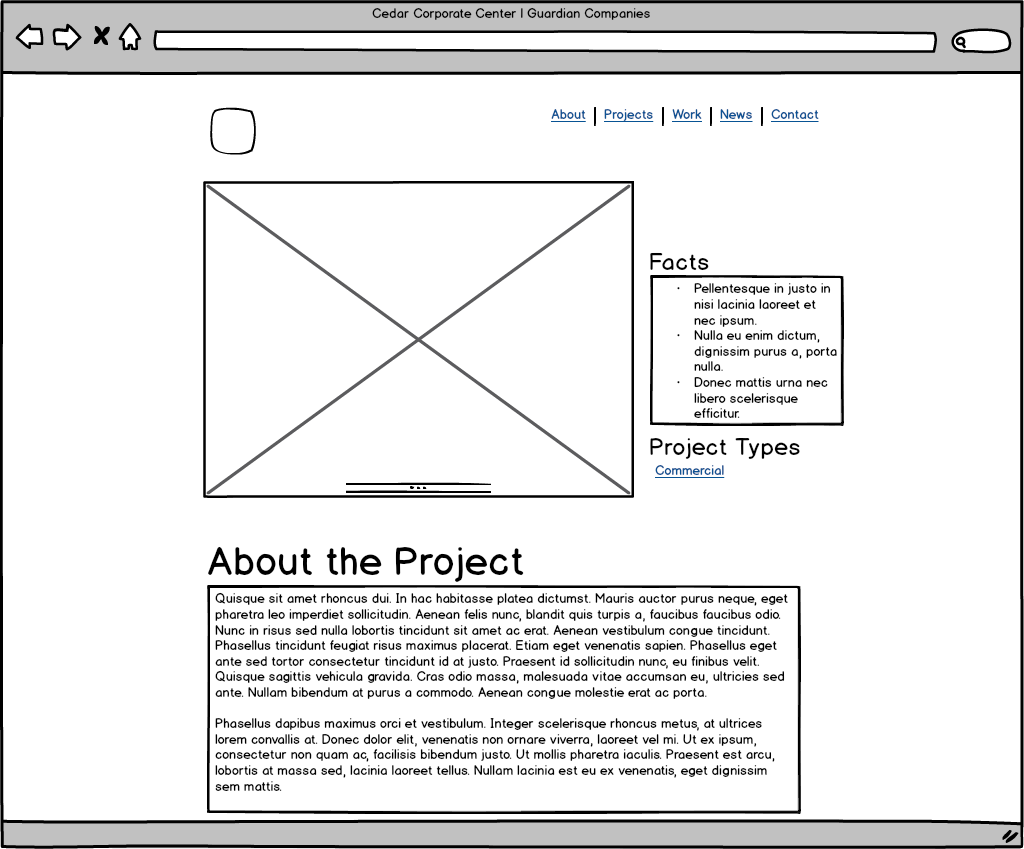 Cedar Corporate Center | Guardian Companies
About | Projects | Work | News | Contact
Facts
· Pellentesque in justo in
nisi lacinia laoreet et
nec ipsum.
· Nulla eu enim dictum,
dignissim purus a, porta
nulla.
· Donec mattis urna nec
libero scelerisque
efficitur.
Project Types
Commercial
About the Project
Quisque sit amet rhoncus dui. In hac habitasse platea dictumst. Mauris auctor purus neque, eget
pharetra leo imperdiet sollicitudin. Aenean felis nunc, blandit quis turpis a, faucibus faucibus odio.
Nunc in risus sed nulla lobortis tincidunt sit amet ac erat. Aenean vestibulum congue tincidunt.
Phasellus tincidunt feugiat risus maximus placerat. Etiam eget venenatis sapien. Phasellus eget
ante sed tortor consectetur tincidunt id at justo. Praesent id sollicitudin nunc, eu finibus velit.
Quisque sagittis vehicula gravida. Cras odio massa, malesuada vitae accumsan eu, ultricies sed
ante. Nullam bibendum at purus a commodo. Aenean congue molestie erat ac porta.
Phasellus dapibus maximus orci et vestibulum. Integer scelerisque rhoncus metus, at ultrices
lorem convallis at. Donec dolor elit, venenatis non ornare viverra, laoreet vel mi. Ut ex ipsum,
consectetur non quam ac, facilisis bibendum justo. Ut mollis pharetra iaculis. Praesent est arcu,
lobortis at massa sed, lacinia laoreet tellus. Nullam lacinia est eu ex venenatis, eget dignissim
sem mattis.